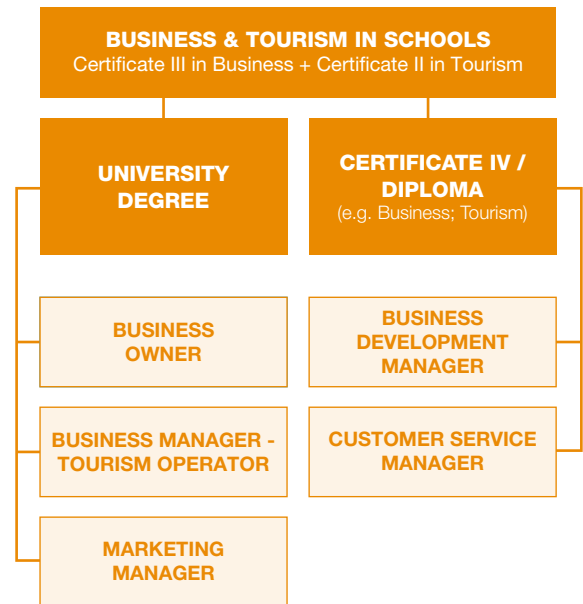 BUSINESS & TOURISM IN SCHOOLS
Certificate III in Business + Certificate II in Tourism
UNIVERSITY
DEGREE
CERTIFICATE IV /
DIPLOMA
(e.g. Business; Tourism)
BUSINESS
OWNER
BUSINESS
DEVELOPMENT
MANAGER
BUSINESS MANAGER -
TOURISM OPERATOR
CUSTOMER SERVICE
MANAGER
MARKETING
MANAGER